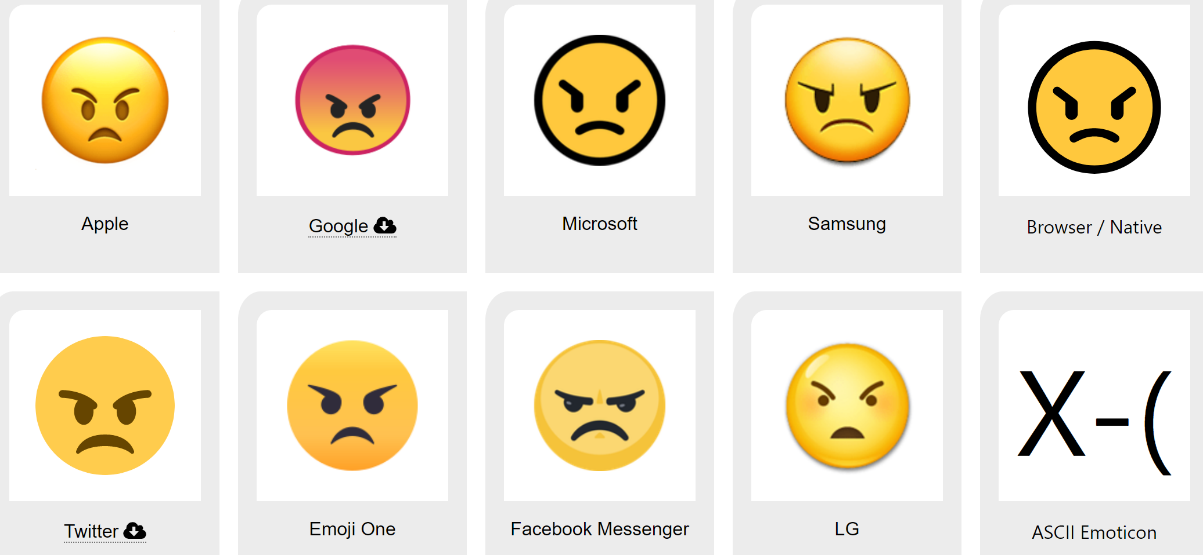 Apple
Google
Microsoft
Samsung
Browser / Native
X-(
Twitter
Emoji One
Facebook Messenger
LG
ASCII Emoticon